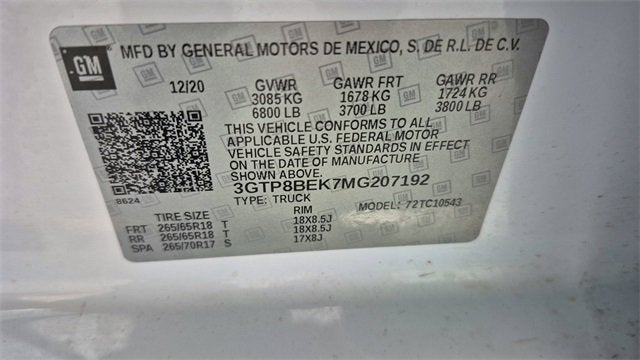 GM MFD BY GENERAL MOTORS DE MEXICO, S. DE R.L. DE C.V.
12/20 GVWR GAWR FRT GAWR RR
3085 KG 1678 KG 1724 KG
6800 LB 3700 LB 3800 LB
THIS VEHICLE CONFORMS TO ALL
APPLICABLE U.S. FEDERAL MOTOR
VEHICLE SAFETY STANDARDS IN EFFECT
ON THE DATE OF MANUFACTURE
SHOWN ABOVE.
8624 3GTP8BEK7MG207192
TYPE: TRUCK 72TC10543
TIRE SIZE RIM
FRT 265/65R18 T 18X8.5J
RR 265/65R18 T 18X8.5J
SPA 265/70R17 S 17X8J